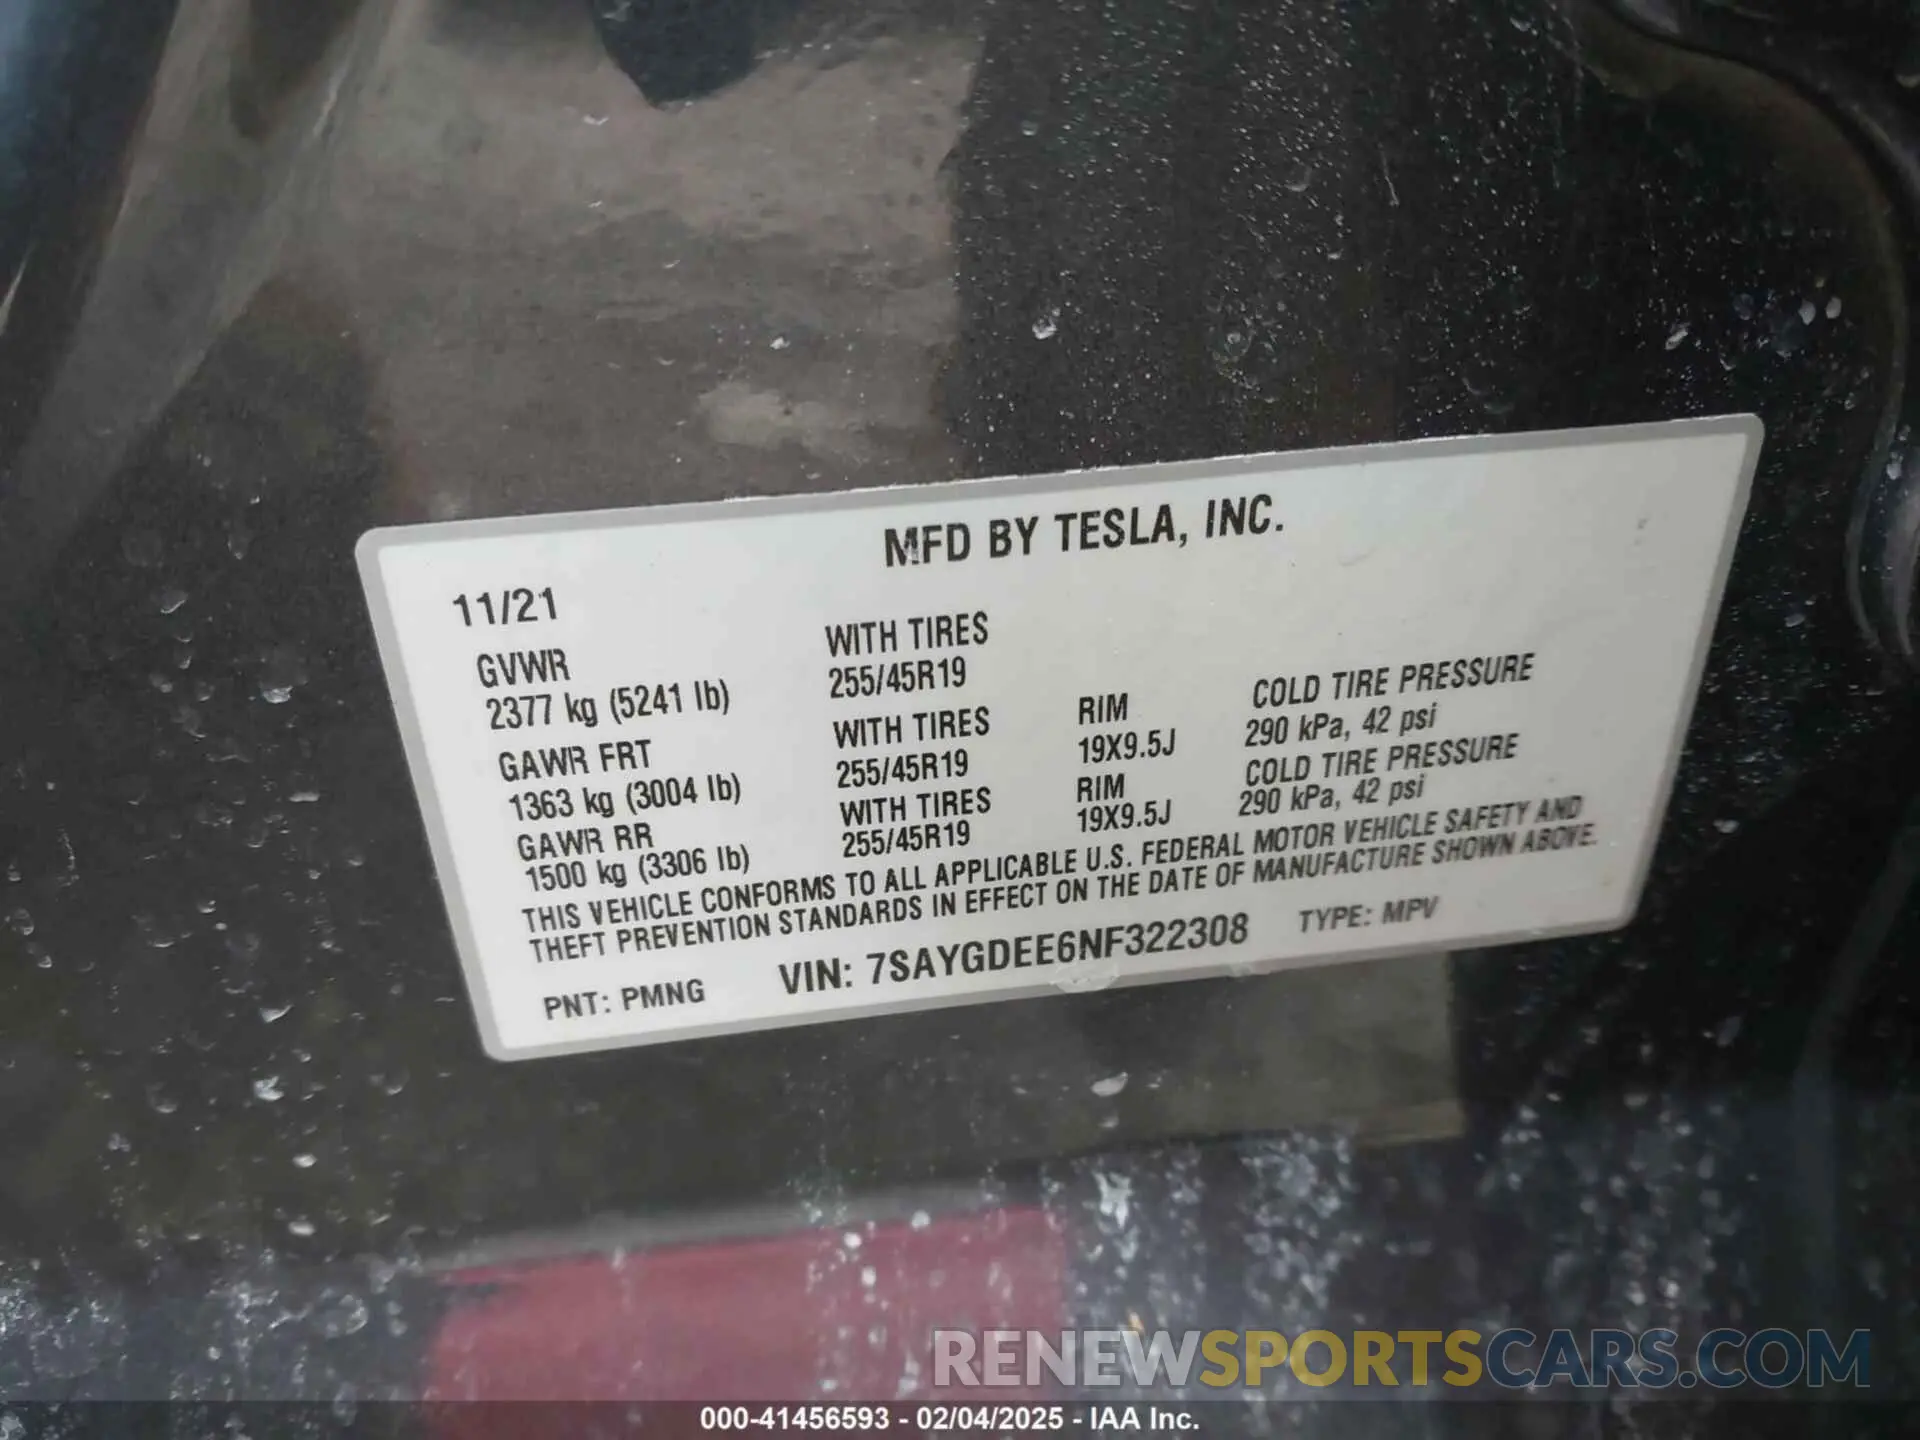 MFD BY TESLA, INC.
11/21
GVWR WITH TIRES
2377 kg (5241 lb) 255/45R19
GAWR FRT WITH TIRES RIM COLD TIRE PRESSURE
1363 kg (3004 lb) 255/45R19 19X9.5J 290 kPa, 42 psi
GAWR RR WITH TIRES RIM COLD TIRE PRESSURE
1500 kg (3306 lb) 255/45R19 19X9.5J 290 kPa, 42 psi
THIS VEHICLE CONFORMS TO ALL APPLICABLE U.S. FEDERAL MOTOR VEHICLE SAFETY AND
THEFT PREVENTION STANDARDS IN EFFECT ON THE DATE OF MANUFACTURE SHOWN ABOVE.
PNT: PMNG VIN: 7SAYGDEE6NF322308 TYPE: MPV
RENEWSPORTSCARS.COM
000-41456593 - 02/04/2025 - IAA Inc.